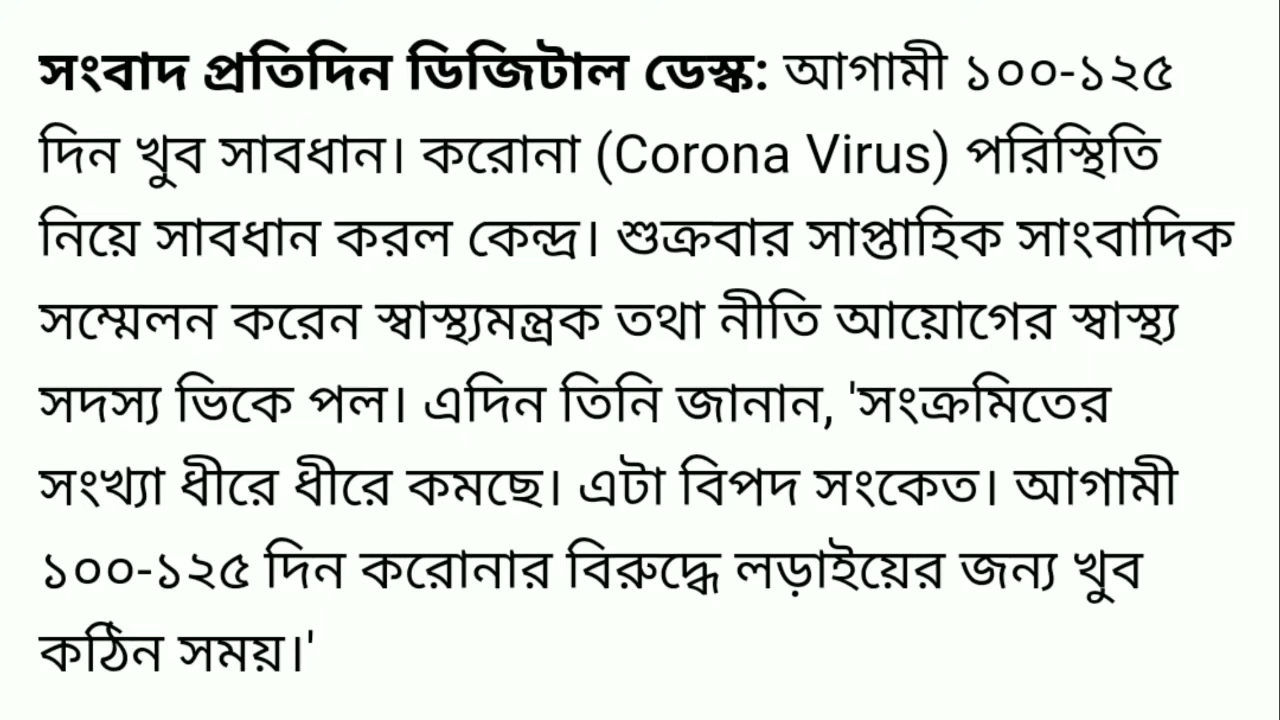 সংবাদ প্রতিদিন ডিজিটাল ডেস্ক: আগামী ১০০-১২৫
দিন খুব সাবধান। করোনা (Corona Virus) পরিস্থিতি
নিয়ে সাবধান করল কেন্দ্র। শুক্রবার সাপ্তাহিক সাংবাদিক
সম্মেলন করেন স্বাস্থ্যমন্ত্রক তথা নীতি আয়োগের স্বাস্থ্য
সদস্য ভিকে পল। এদিন তিনি জানান, 'সংক্রমিতের
সংখ্যা ধীরে ধীরে কমছে। এটা বিপদ সংকেত। আগামী
১০০-১২৫ দিন করোনার বিরুদ্ধে লড়াইয়ের জন্য খুব
কঠিন সময়।'